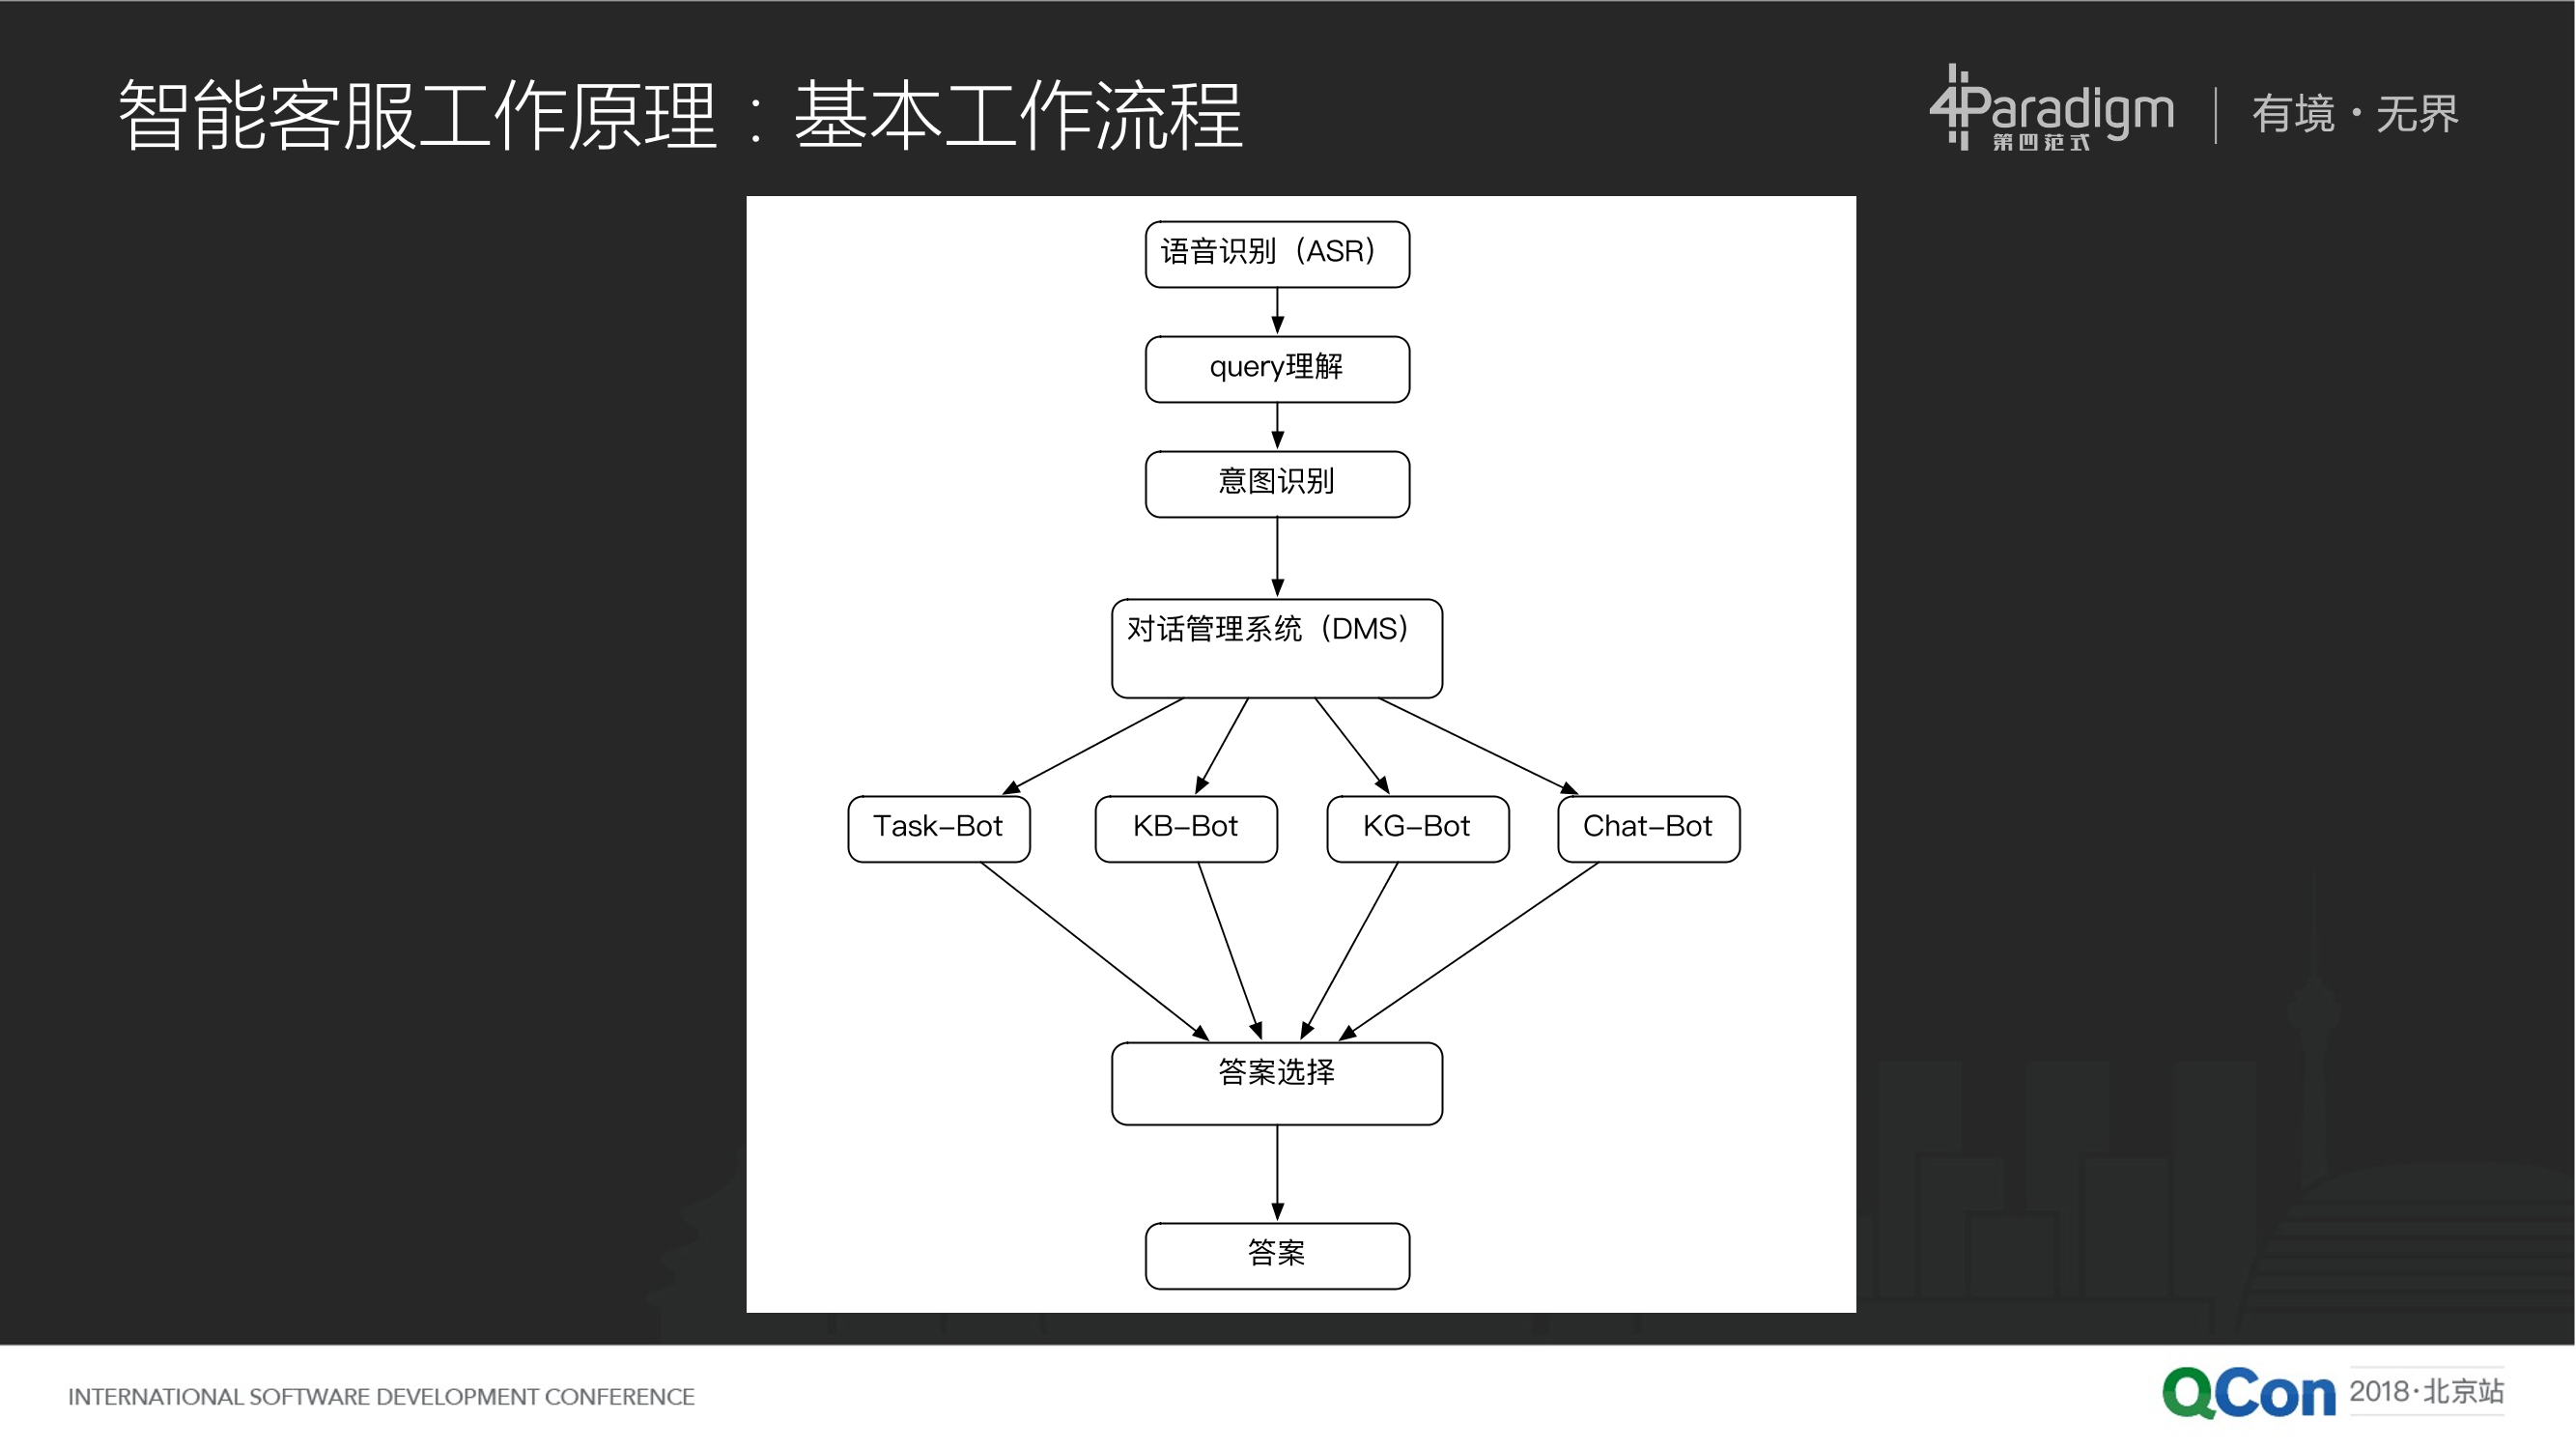 智能客服工作原理：基本工作流程
4Paradigm
第四范式
有境·无界
语音识别（ASR）
query理解
意图识别
对话管理系统（DMS）
Task-Bot
KB-Bot
KG-Bot
Chat-Bot
答案选择
答案
INTERNATIONAL SOFTWARE DEVELOPMENT CONFERENCE
QCon
2018·北京站